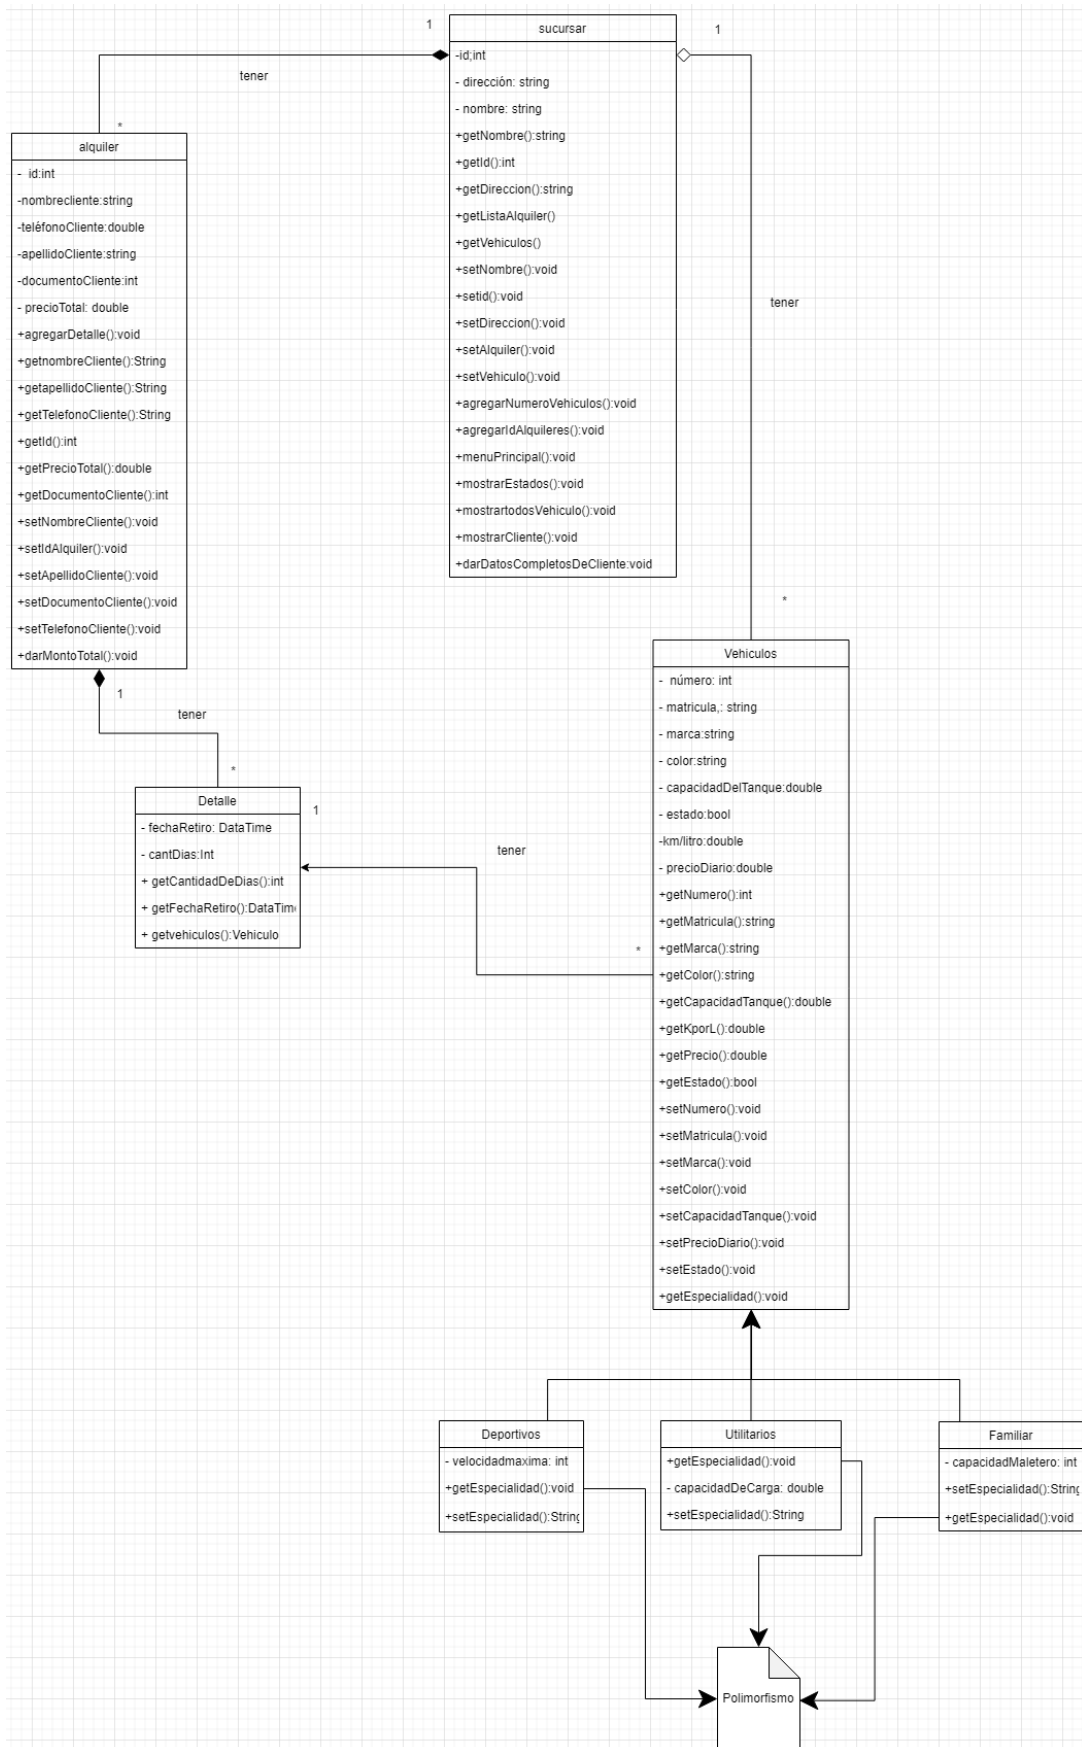 1
sucursar
1
-id;int
- dirección: string
- nombre: string
+getNombre():string
+getId():int
+getDireccion():string
+getListaAlquiler()
+getVehiculos()
+setNombre():void
+setid():void
+setDireccion():void
+setAlquiler():void
+setVehiculo():void
+agregarNumeroVehiculos():void
+agregarIdAlquileres():void
+menuPrincipal():void
+mostrarEstados():void
+mostrartodosVehiculo():void
+mostrarCliente():void
+darDatosCompletosDeCliente:void
tener
*
alquiler
- id:int
-nombrecliente:string
-teléfonoCliente:double
-apellidoCliente:string
-documentoCliente:int
- precioTotal: double
+agregarDetalle():void
+getnombreCliente():String
+getapellidoCliente():String
+getTelefonoCliente():String
+getId():int
+getPrecioTotal():double
+getDocumentoCliente():int
+setNombreCliente():void
+setIdAlquiler():void
+setApellidoCliente():void
+setDocumentoCliente():void
+setTelefonoCliente():void
+darMontoTotal():void
tener
*
1
tener
*
Detalle
1
- fechaRetiro: DataTime
- cantDias:Int
+ getCantidadDeDias():int
+ getFechaRetiro():DataTime
+ getvehiculos():Vehiculo
tener
*
Vehiculos
- número: int
- matricula,: string
- marca:string
- color:string
- capacidadDelTanque:double
- estado:bool
-km/litro:double
- precioDiario:double
+getNumero():int
+getMatricula():string
+getMarca():string
+getColor():string
+getCapacidadTanque():double
+getKporL():double
+getPrecio():double
+getEstado():bool
+setNumero():void
+setMatricula():void
+setMarca():void
+setColor():void
+setCapacidadTanque():void
+setPrecioDiario():void
+setEstado():void
+getEspecialidad():void
Deportivos
- velocidadmaxima: int
+getEspecialidad():void
+setEspecialidad():String
Utilitarios
+getEspecialidad():void
- capacidadDeCarga: double
+setEspecialidad():String
Familiar
- capacidadMaletero: int
+setEspecialidad():String
+getEspecialidad():void
Polimorfismo